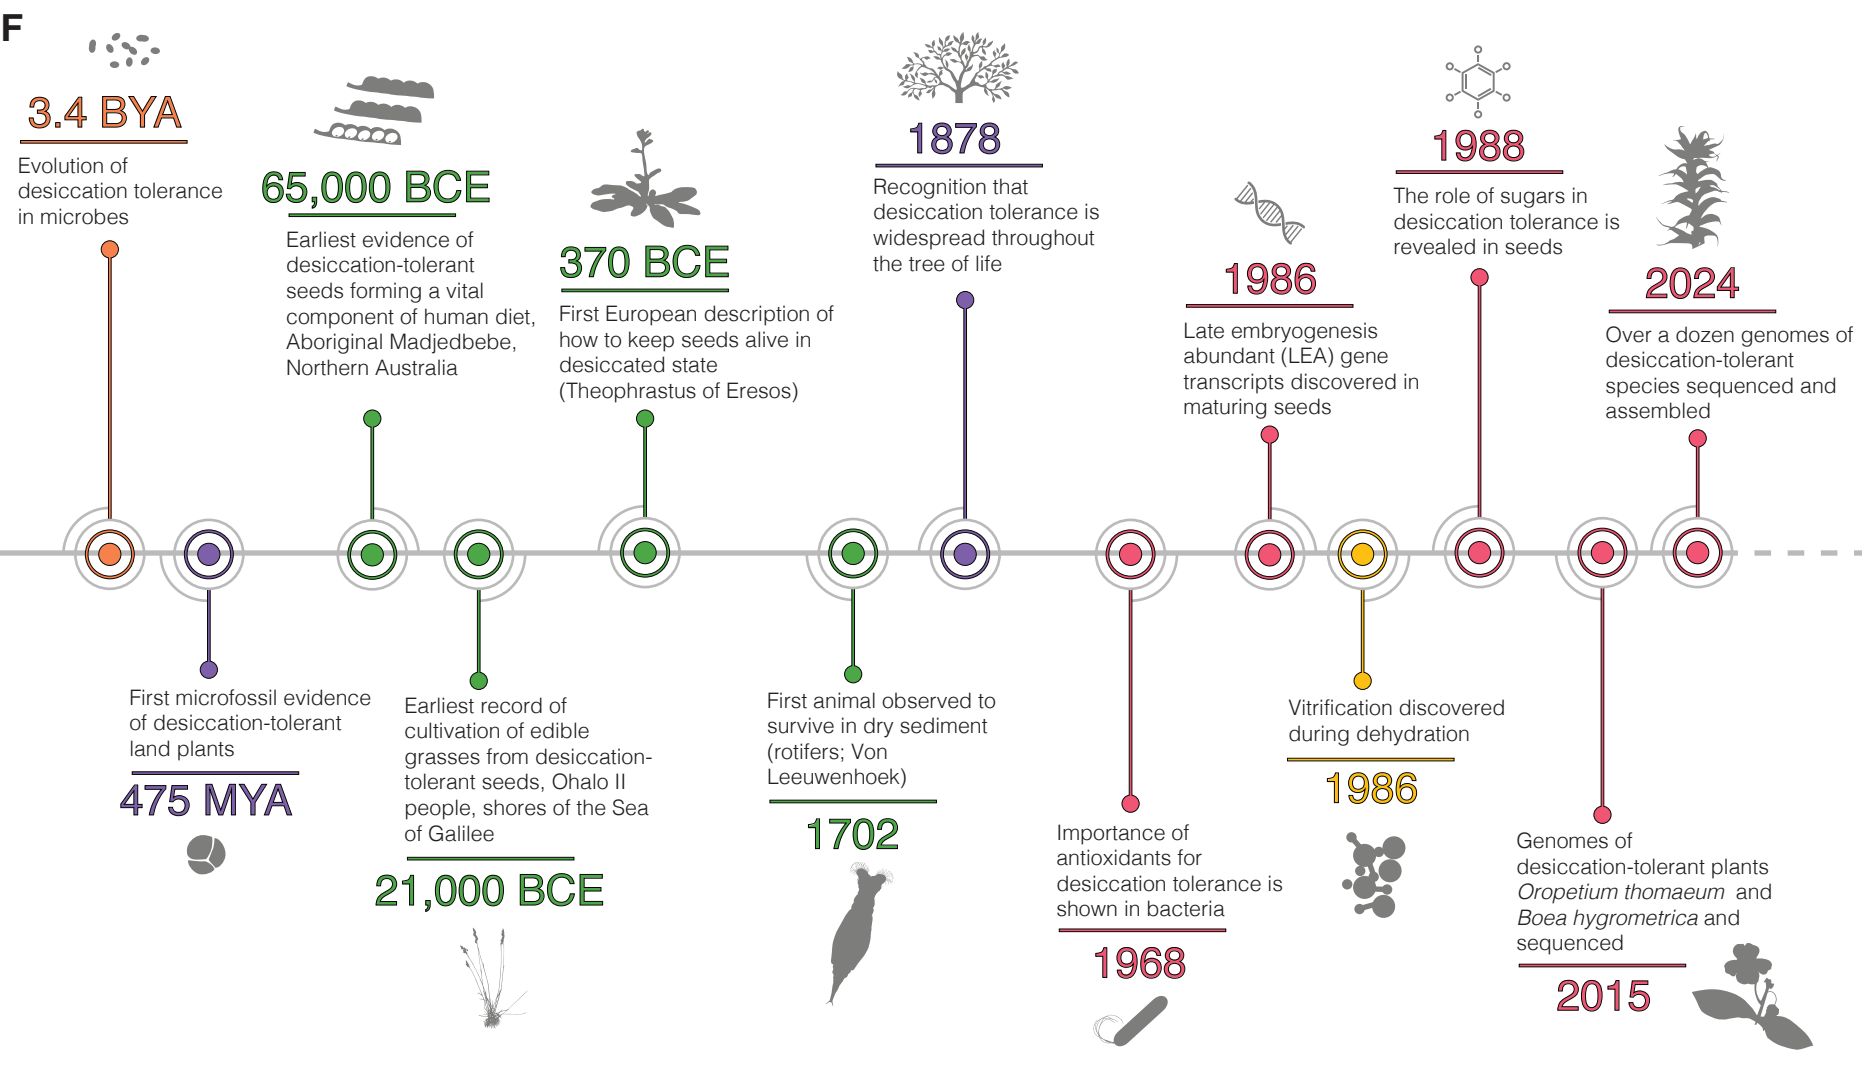 F
3.4 BYA
Evolution of
desiccation tolerance
in microbes
First microfossil evidence
of desiccation-tolerant
land plants
475 MYA
65,000 BCE
Earliest evidence of
desiccation-tolerant
seeds forming a vital
component of human diet,
Aboriginal Madjedbebe,
Northern Australia
Earliest record of
cultivation of edible
grasses from desiccation-
tolerant seeds, Ohalo II
people, shores of the Sea
of Galilee
21,000 BCE
370 BCE
First European description of
how to keep seeds alive in
desiccated state
(Theophrastus of Eresos)
First animal observed to
survive in dry sediment
(rotifers; Von
Leeuwenhoek)
1702
1878
Recognition that
desiccation tolerance is
widespread throughout
the tree of life
Importance of
antioxidants for
desiccation tolerance is
shown in bacteria
1968
1986
Late embryogenesis
abundant (LEA) gene
transcripts discovered in
maturing seeds
Vitrification discovered
during dehydration
1986
1988
The role of sugars in
desiccation tolerance is
revealed in seeds
Genomes of
desiccation-tolerant plants
Oropetium thomaeum and
Boea hygrometrica and
sequenced
2015
2024
Over a dozen genomes of
desiccation-tolerant
species sequenced and
assembled